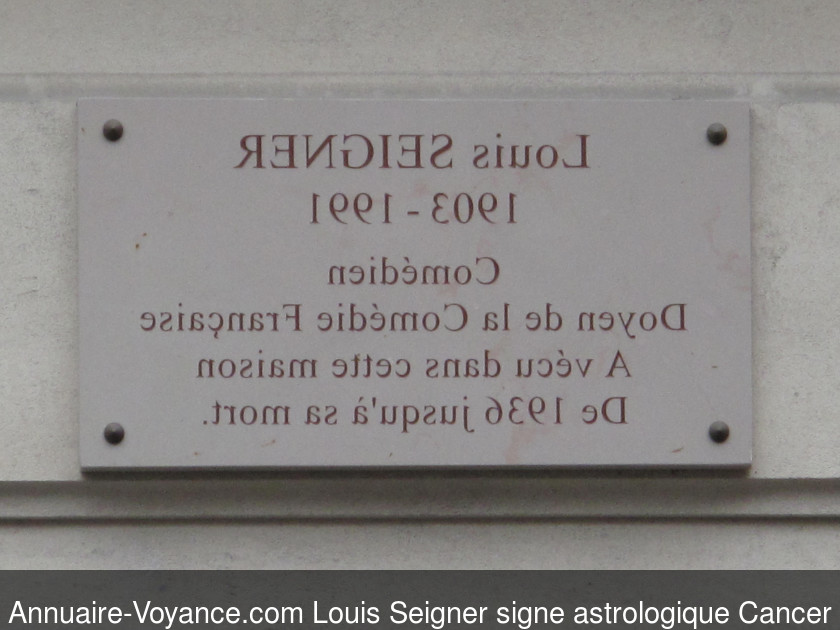 Louis SEIGNER
1903 - 1991
Comédien
Doyen de la Comédie Française
A vécu dans cette maison
De 1936 jusqu'à sa mort.
Annuaire-Voyance.com Louis Seigner signe astrologique Cancer